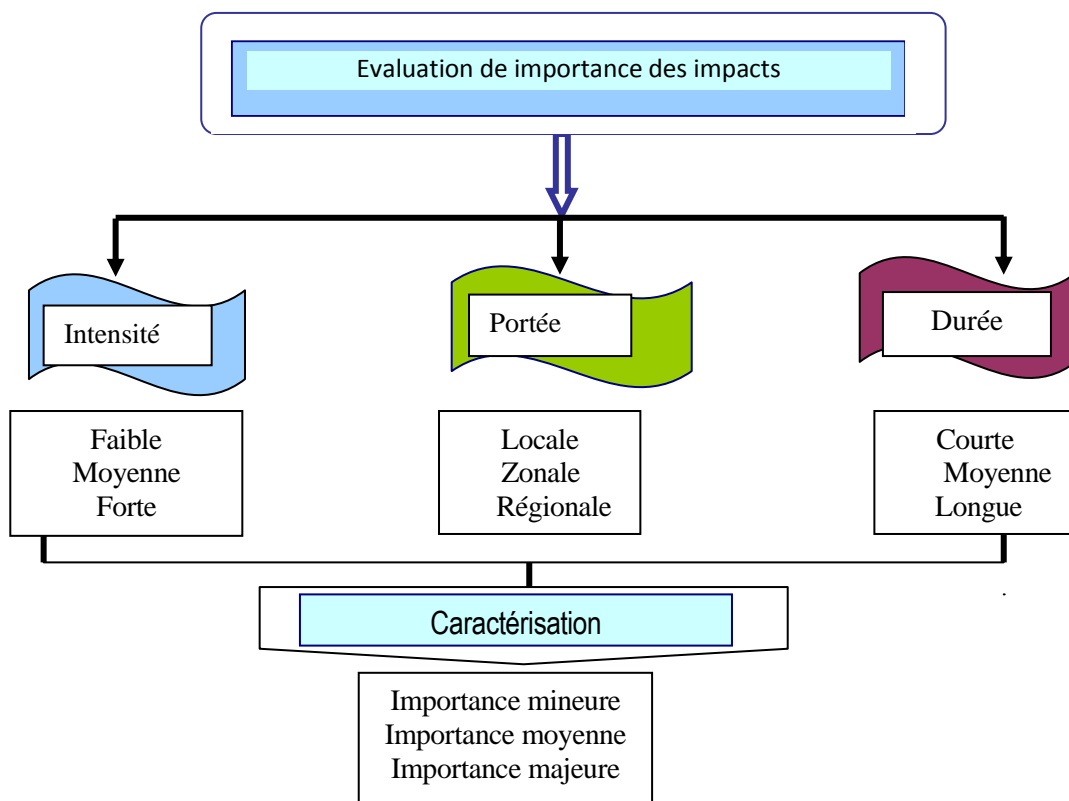 Evaluation de importance des impacts
Intensité
Portée
Durée
Faible
Moyenne
Forte
Locale
Zonale
Régionale
Courte
Moyenne
Longue
Caractérisation
Importance mineure
Importance moyenne
Importance majeure